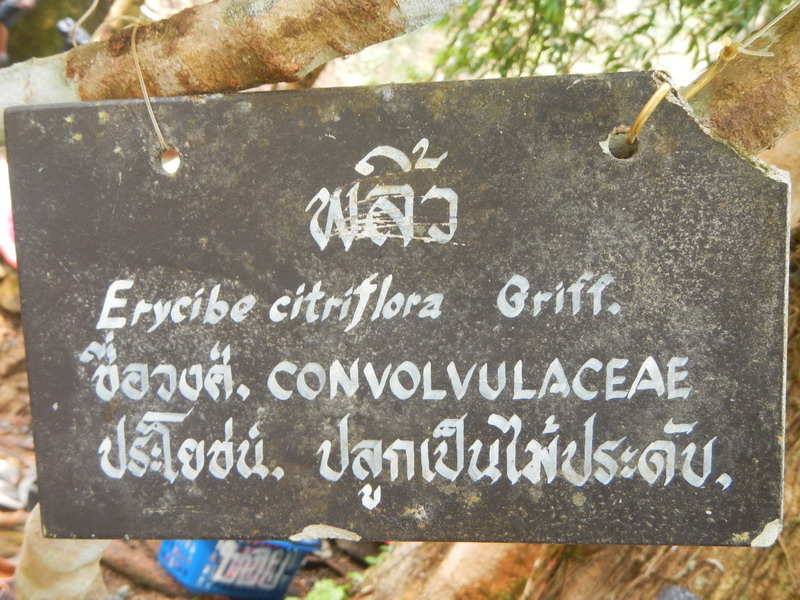 พลิ้ว
Erycibe citriflora Griff.
ชื่อวงศ์. CONVOLVULACEAE
ประโยชน์. ปลูกเป็นไม้ประดับ.